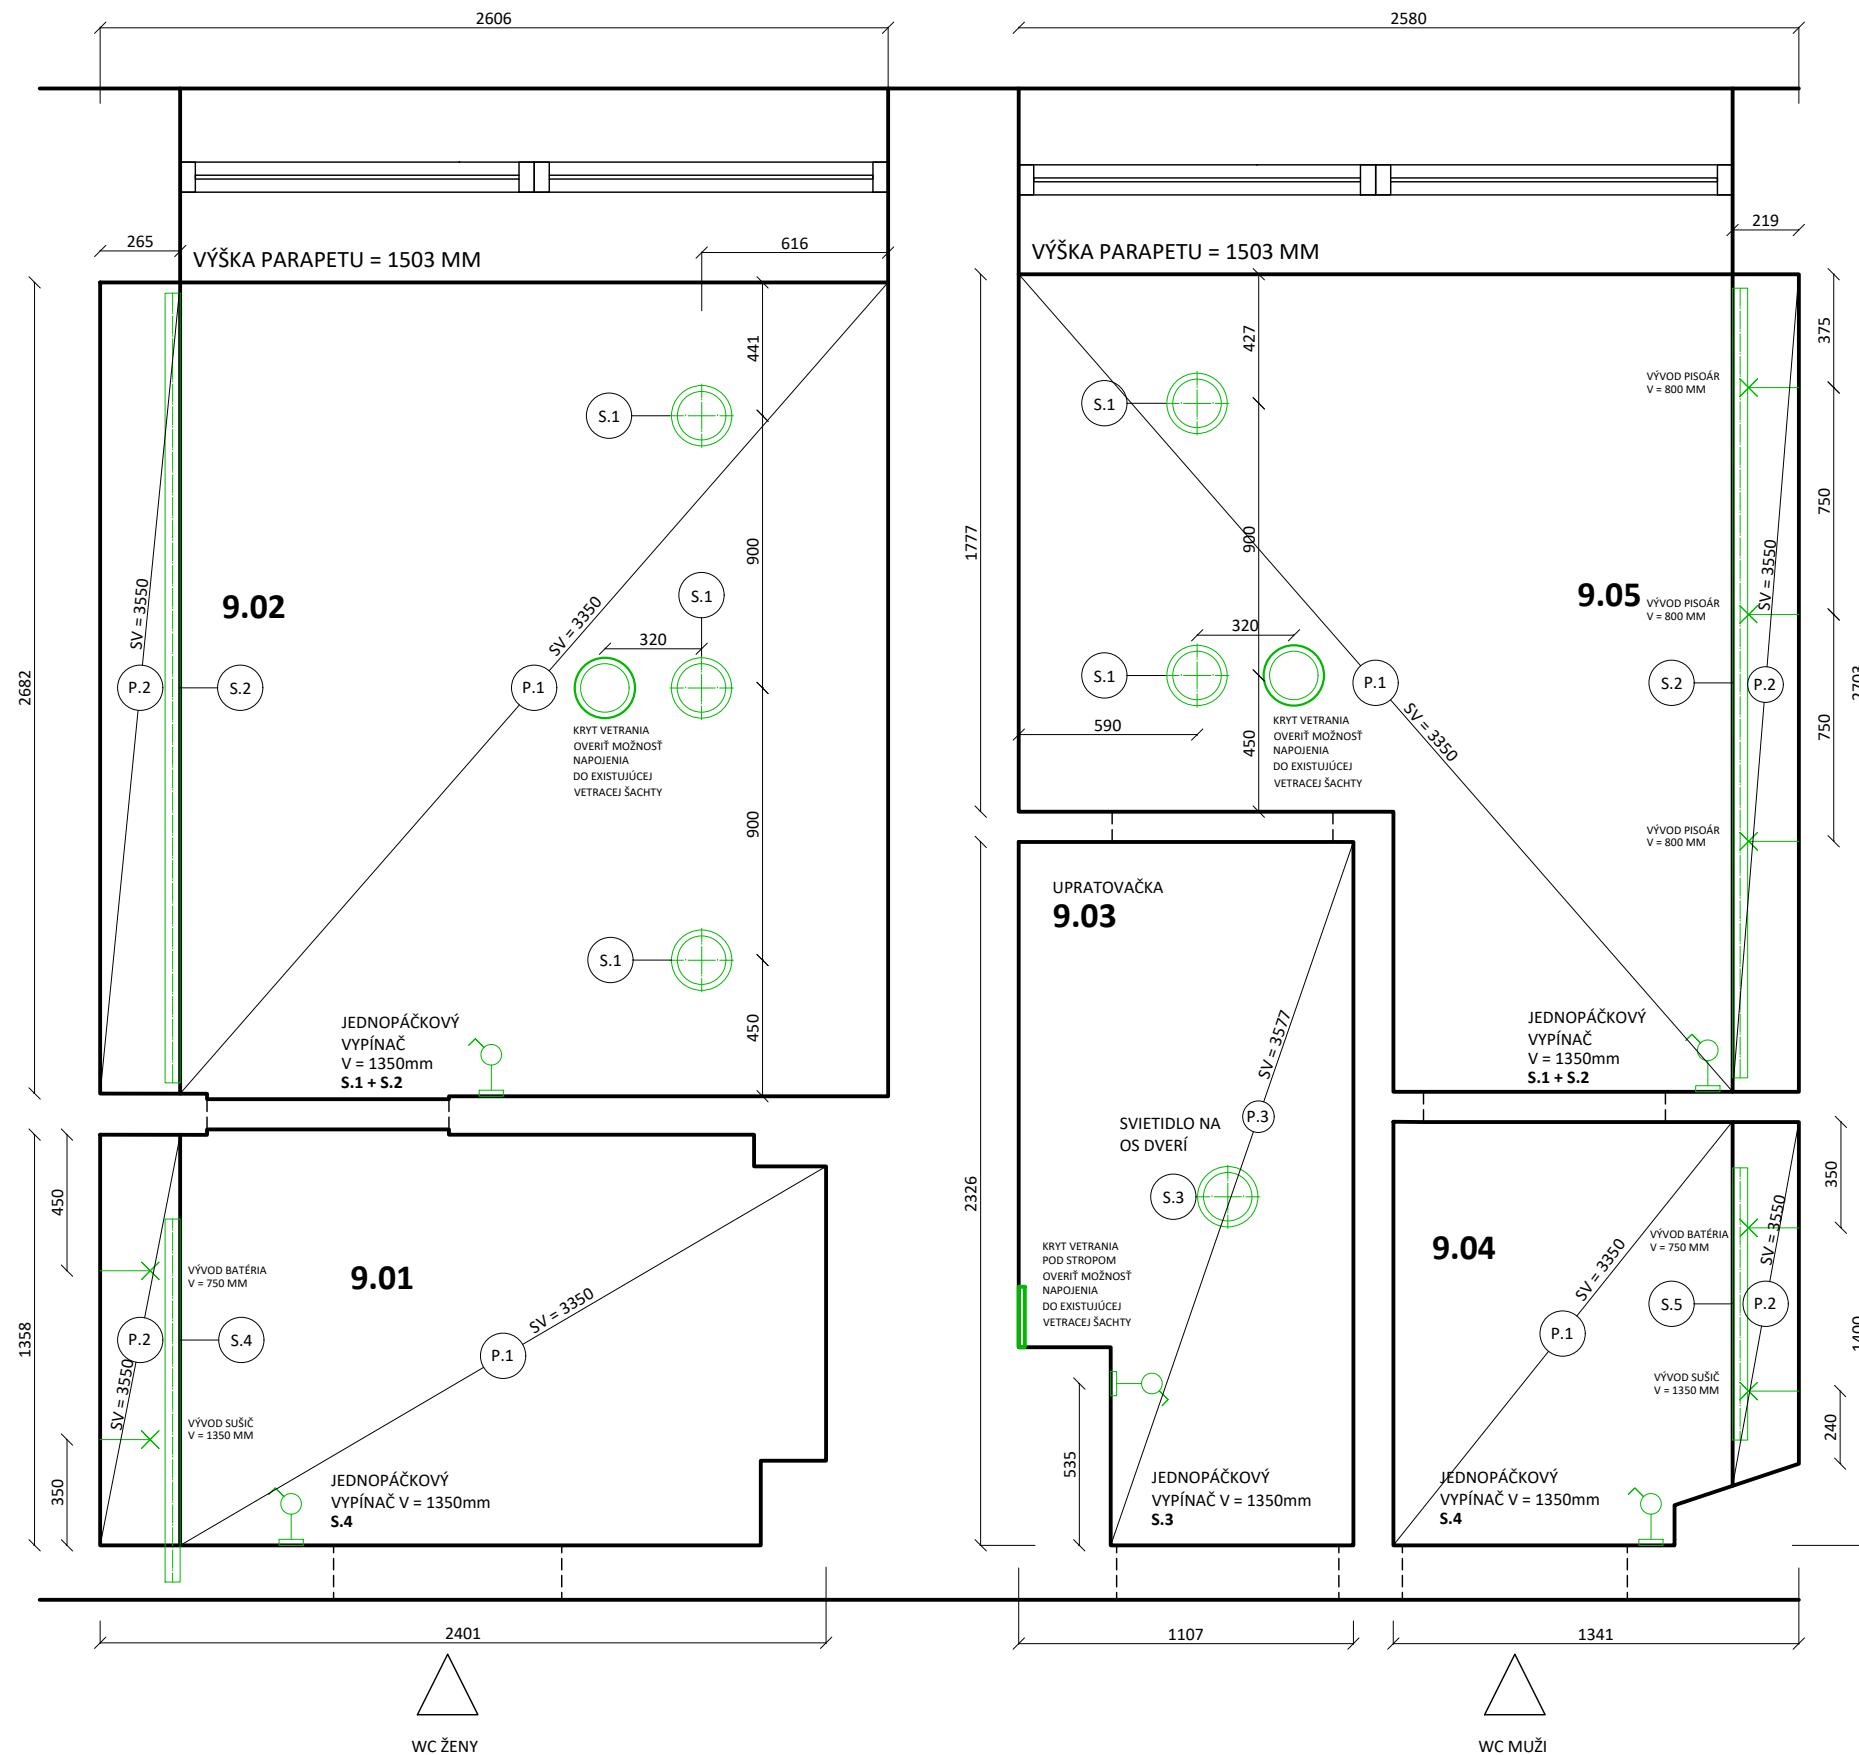 2606
2580
265
616
219
VÝŠKA PARAPETU = 1503 MM
VÝŠKA PARAPETU = 1503 MM
2682
441
900
900
450
S.1
S.1
S.1
SV = 3550
9.02
P.2
S.2
P.1
SV = 3350
320
KRYT VETRANIA
OVERIŤ MOŽNOSŤ
NAPOJENIA
DO EXISTUJÚCEJ
VETRACEJ ŠACHTY
JEDNOPÁČKOVÝ
VYPÍNAČ
V = 1350mm
S.1 + S.2
1777
427
900
450
S.1
S.1
320
590
KRYT VETRANIA
OVERIŤ MOŽNOSŤ
NAPOJENIA
DO EXISTUJÚCEJ
VETRACEJ ŠACHTY
P.1
SV = 3350
9.05
VÝVOD PISOÁR
V = 800 MM
VÝVOD PISOÁR
V = 800 MM
VÝVOD PISOÁR
V = 800 MM
S.2
P.2
SV = 3550
375
750
750
2703
JEDNOPÁČKOVÝ
VYPÍNAČ
V = 1350mm
S.1 + S.2
1358
450
350
VÝVOD BATÉRIA
V = 750 MM
P.2
S.4
SV = 3550
VÝVOD SUŠIČ
V = 1350 MM
9.01
P.1
SV = 3350
JEDNOPÁČKOVÝ
VYPÍNAČ V = 1350mm
S.4
2326
UPRATOVAČKA
9.03
SV = 3577
P.3
SVIETIDLO NA
OS DVERÍ
S.3
KRYT VETRANIA
POD STROPOM
OVERIŤ MOŽNOSŤ
NAPOJENIA
DO EXISTUJÚCEJ
VETRACEJ ŠACHTY
535
JEDNOPÁČKOVÝ
VYPÍNAČ V = 1350mm
S.3
9.04
SV = 3350
P.1
VÝVOD BATÉRIA
V = 750 MM
S.5
P.2
SV = 3550
VÝVOD SUŠIČ
V = 1350 MM
350
1400
240
JEDNOPÁČKOVÝ
VYPÍNAČ V = 1350mm
S.4
2401
1107
1341
WC ŽENY
WC MUŽI